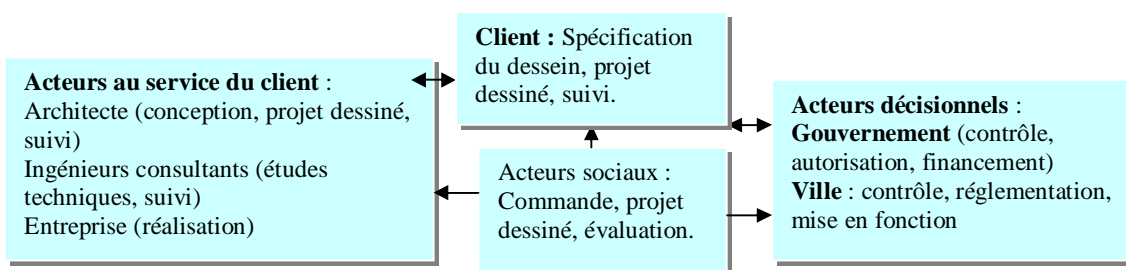 Client : Spécification
du dessein, projet
dessiné, suivi.
Acteurs au service du client :
Architecte (conception, projet dessiné,
suivi)
Ingénieurs consultants (études
techniques, suivi)
Entreprise (réalisation)
Acteurs sociaux :
Commande, projet
dessiné, évaluation.
Acteurs décisionnels :
Gouvernement (contrôle,
autorisation, financement)
Ville : contrôle, réglementation,
mise en fonction